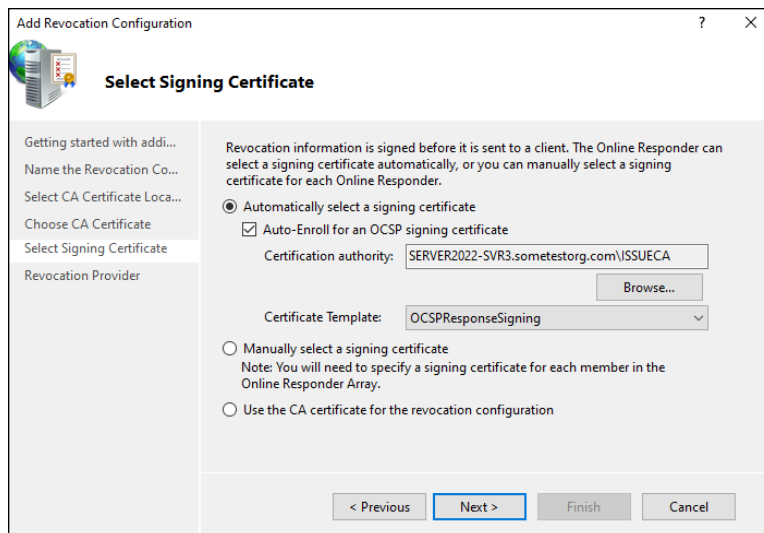 Add Revocation Configuration
?
Select Signing Certificate
Getting started with addi...
Name the Revocation Co...
Select CA Certificate Loca...
Choose CA Certificate
Select Signing Certificate
Revocation Provider
Revocation information is signed before it is sent to a client. The Online Responder can
select a signing certificate automatically, or you can manually select a signing
certificate for each Online Responder.
Automatically select a signing certificate
Auto-Enroll for an OCSP signing certificate
Certification authority: SERVER2022-SVR3.sometestorg.com\ISSUECA
Browse...
Certificate Template: OCSPResponseSigning
Manually select a signing certificate
Note: You will need to specify a signing certificate for each member in the
Online Responder Array.
Use the CA certificate for the revocation configuration
< Previous Next > Finish Cancel